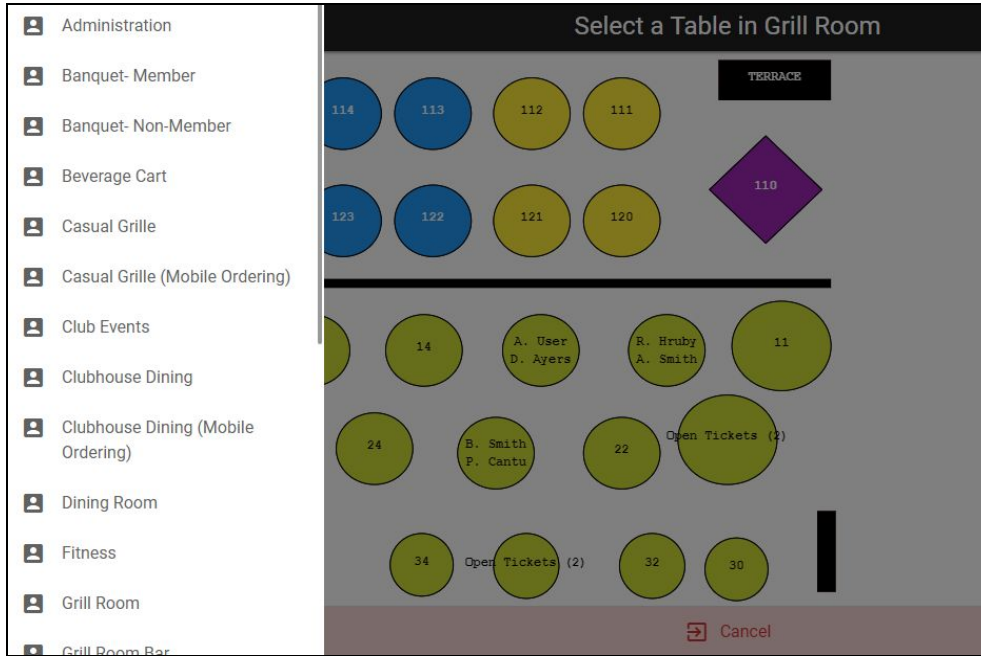 Administration
Banquet- Member
Banquet- Non-Member
Beverage Cart
Casual Grille
Casual Grille (Mobile Ordering)
Club Events
Clubhouse Dining
Clubhouse Dining (Mobile
Ordering)
Dining Room
Fitness
Grill Room
Grill Room Bar
Select a Table in Grill Room
TERRACE
114 113 112 111
110
123 122 121 120
14
A. User
D. Ayers
R. Hruby
A. Smith
11
24
B. Smith
P. Cantu
22
Open Tickets (2)
34
Open Tickets (2)
32
30
Cancel